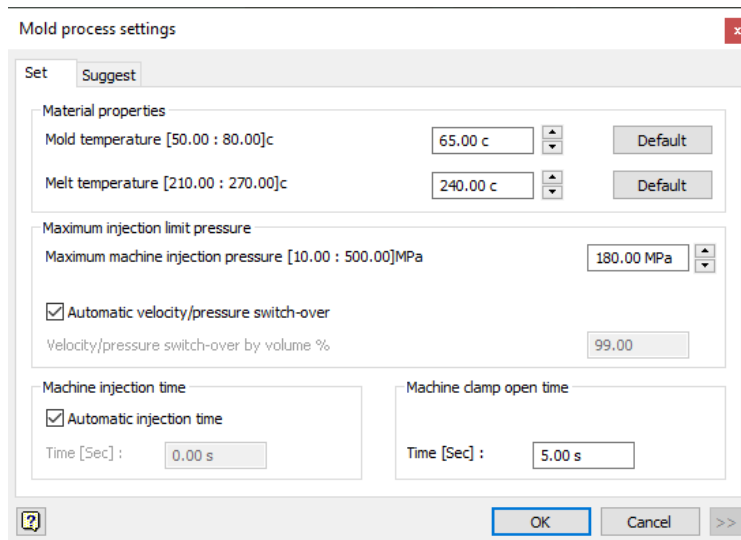 Mold process settings
x
Set Suggest
Material properties
Mold temperature [50.00 : 80.00]c 65.00 c Default
Melt temperature [210.00 : 270.00]c 240.00 c Default
Maximum injection limit pressure
Maximum machine injection pressure [10.00 : 500.00]MPa 180.00 MPa
Automatic velocity/pressure switch-over
Velocity/pressure switch-over by volume % 99.00
Machine injection time Machine clamp open time
Automatic injection time
Time [Sec] : 0.00 s Time [Sec] : 5.00 s
? OK Cancel >>